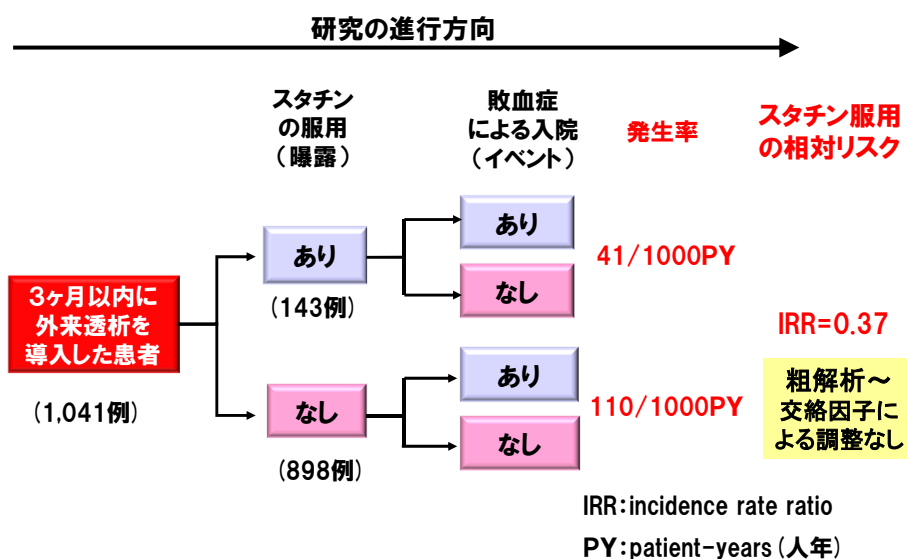 研究の進行方向
スタチン
の服用
(曝露)
敗血症
による入院
(イベント)
発生率
スタチン服用
の相対リスク
3ヶ月以内に
外来透析を
導入した患者
(1,041例)
あり
(143例)
なし
(898例)
あり
なし
41/1000PY
あり
なし
110/1000PY
IRR=0.37
粗解析~
交絡因子に
よる調整なし
IRR:incidence rate ratio
PY:patient-years(人年)